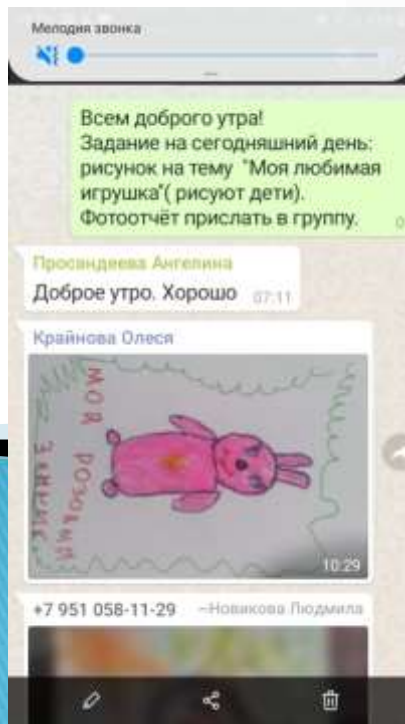 Мелодия звонка
Всем доброго утра!
Задание на сегодняшний день:
рисунок на тему "Моя любимая
игрушка"( рисуют дети).
Фотоотчёт прислать в группу.
Просандеева Ангелина
Доброе утро. Хорошо 07:11
Крайнова Олеся
МОЯ РОЗОВАЯ
10:29
+7 951 058-11-29 ~Новикова Людмила